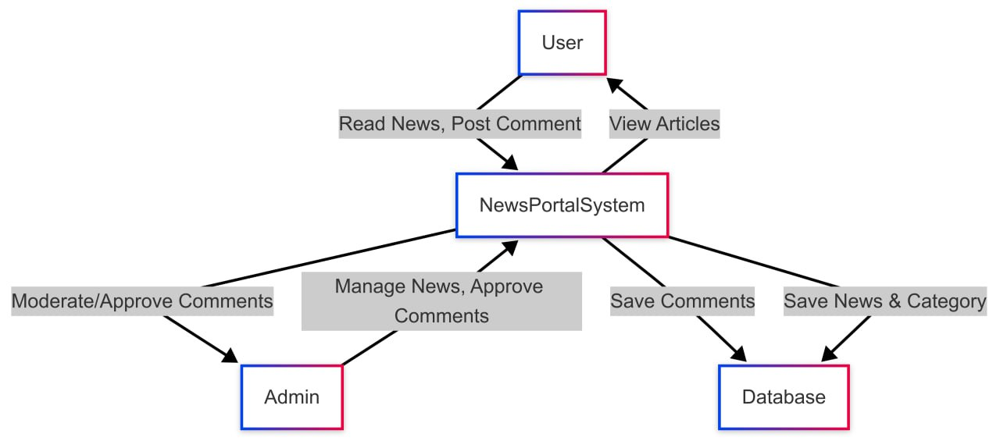 User
Read News, Post Comment
View Articles
NewsPortalSystem
Moderate/Approve Comments
Manage News, Approve
Comments
Save Comments
Save News & Category
Admin
Database